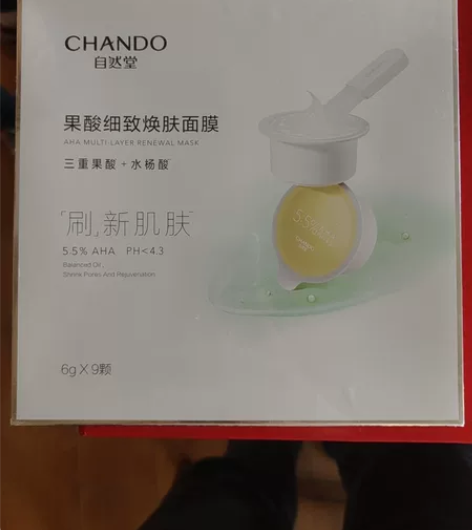 CHANDO
自然堂
果酸细致焕肤面膜
AHA MULTI-LAYER RENEWAL MASK
三重果酸 + 水杨酸
「刷,新肌肤」
5.5% AHA PH<4.3
Balanced Oil,
Shrink Pores And Rejuvenation
6g X 9颗
5.5%